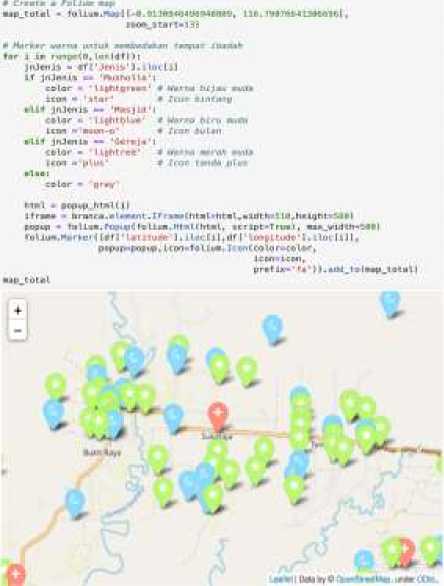 # Create a Folium map
map_total = folium.Map([
zoom_start=13)
# Marker warna untuk membedakan tempat ibadah
for i in range(0,len(df)):
jnJenis = df['Jenis'].iloc[i]
if jnJenis == 'Musholla':
color = 'lightgreen' # Warna hijau muda
icon ='star' # Icon bintang
elif jnJenis == 'Masjid':
color = 'lightblue' # Warna biru muda
icon ='moon-o' # Icon bulan
elif jnJenis == 'Gereja':
color = 'lightred' # Warna merah muda
icon ='plus' # Icon tanda plus
else:
color = 'gray'
html = popup_html(i)
iframe = branca.element.IFrame(html=html,width=510,height=580)
popup = folium.Popup(folium.Html(html, script=True), max_width=500)
folium.Marker([df['latitude'].iloc[i],df['longitude'].iloc[i]],
popup=popup,icon=folium.Icon(color=color,
icon=icon,
prefix='fa')).add_to(map_total)
map_total
+
−
Sukaraja
Bukit Raya
Leaflet | Data by © OpenStreetMap, under ODbL.